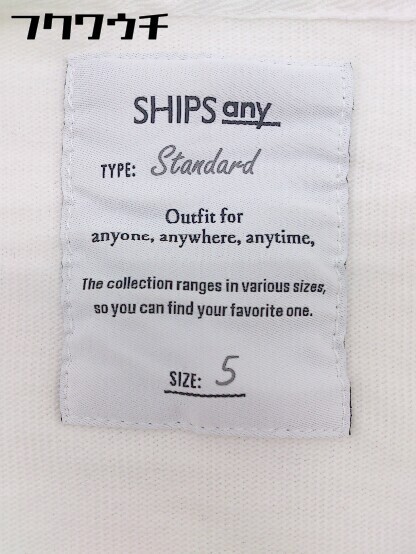 フクワウチ
SHIPS any
TYPE: Standard
Outfit for
anyone, anywhere, anytime,
The collection ranges in various sizes,
so you can find your favorite one.
SIZE: 5